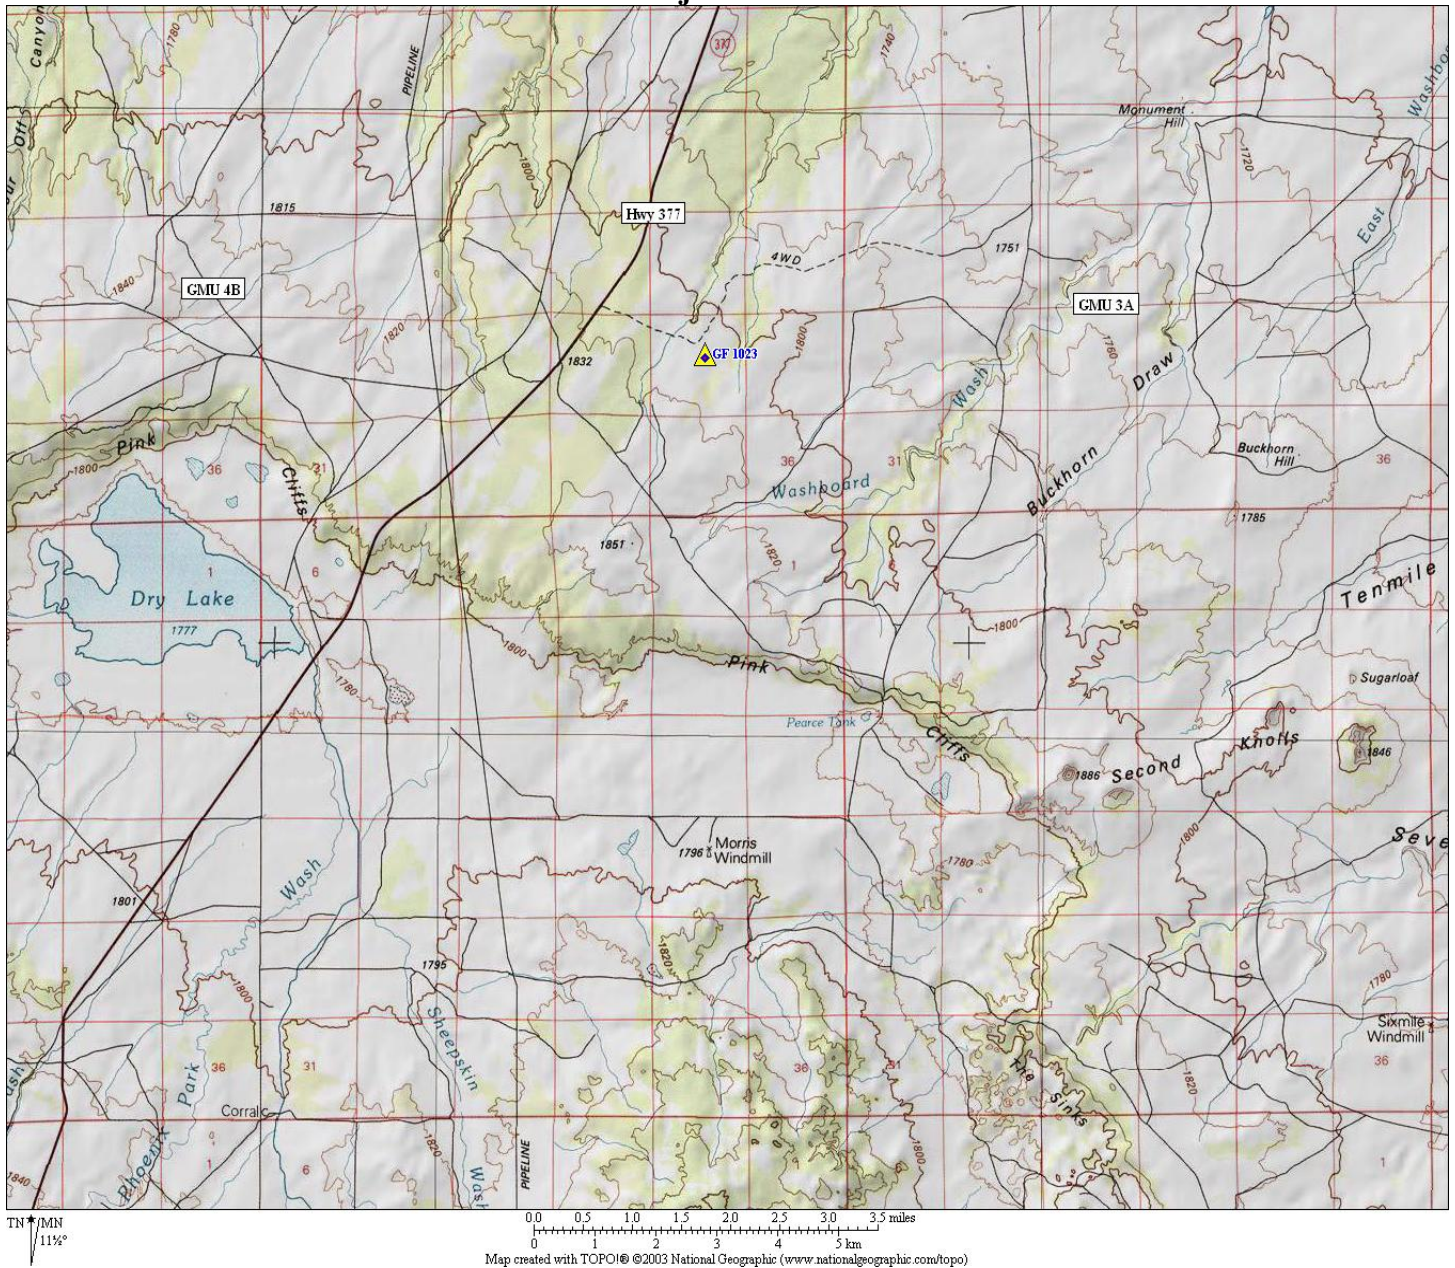 Canyon
1780
PIPELINE
377
1740
Washbo
Off
Monument
Hill
1800
1720
1815
Hwy 377
East
4WD
1751
1840
GMU 4B
GMU 3A
1820
1800
1760
1832
GF 1023
Draw
Wash
Pink
1800
36
Cliffs
31
36
31
Buckhorn
Hill
36
Washboard
Buckhorn
1785
1851
1820
1
6
1
Tenmile
Dry Lake
1777
1800
1800
Pink
1780
Sugarloaf
Pearce Tank
Cliffs
Knolls
1846
1886
Second
1800
Seve
1796
Morris
Windmill
1780
Wash
1801
1820
1795
1780
1800
Sheepskin
Sixmile
Windmill
36
31
36
31
36
The
Sinks
1820
ash
Park
Corral
1820
1800
Phoenix
1
6
PIPELINE
1
1840
Wash
TN/MN
11½°
0.0 0.5 1.0 1.5 2.0 2.5 3.0 3.5 miles
0 1 2 3 4 5 km
Map created with TOPO!® ©2003 National Geographic (www.nationalgeographic.com/topo)